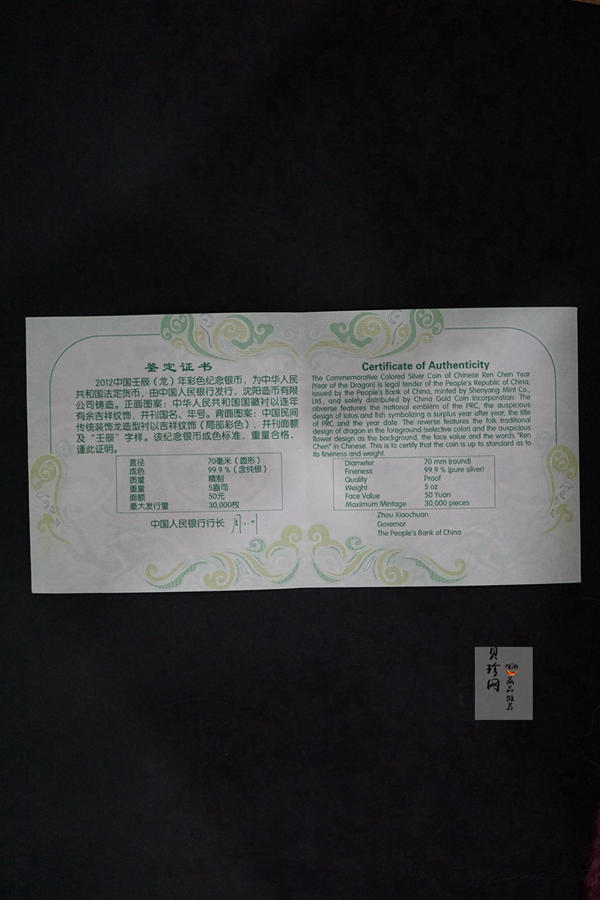 鉴定证书
2012中国壬辰(龙)年彩色纪念银币，为中华人民
共和国法定货币，由中国人民银行发行，沈阳造币有限
公司铸造。正面图案：中华人民共和国国徽衬以连年
有余吉祥纹饰，并刊国名、年号。背面图案：中国民间
传统装饰龙造型衬以吉祥纹饰(局部彩色)，并刊面额
及“壬辰”字样。该纪念银币成色标准，重量合格，
谨此证明。
直径 70毫米(圆形)
成色 99.9%(含纯银)
质量 精制
重量 5盎司
面额 50元
最大发行量 30,000枚
中国人民银行行长
Certificate of Authenticity
The Commemorative Colored Silver Coin of Chinese Ren Chen Year
(Year of the Dragon) is legal tender of the People's Republic of China,
issued by the People's Bank of China, minted by Shenyang Mint Co.,
Ltd., and solely distributed by China Gold Coin Incorporation. The
obverse features the national emblem of the PRC, the auspicious
design of lotus and fish symbolizing a surplus year after year, the title
of PRC and the year date. The reverse features the folk traditional
design of dragon in the foreground (selective color) and the auspicious
flower design as the background, the face value and the words "Ren
Chen" in Chinese. This is to certify that the coin is up to standard as to
its fineness and weight.
Diameter 70 mm (round)
Fineness 99.9 % (pure silver)
Quality Proof
Weight 5 oz
Face Value 50 Yuan
Maximum Mintage 30,000 pieces
Zhou Xiaochuan
Governor
The People's Bank of China
贝珍网
藏品推荐